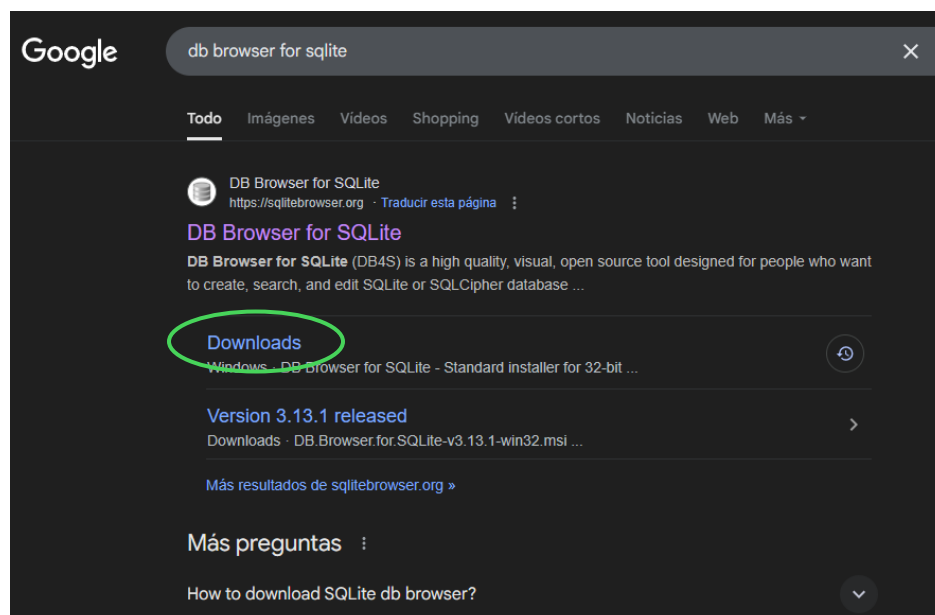 Google
db browser for sqlite
Todo Imágenes Vídeos Shopping Vídeos cortos Noticias Web Más
DB Browser for SQLite
https://sqlitebrowser.org · Traducir esta página
DB Browser for SQLite
DB Browser for SQLite (DB4S) is a high quality, visual, open source tool designed for people who want
to create, search, and edit SQLite or SQLCipher database ...
Downloads
Windows · DB Browser for SQLite - Standard installer for 32-bit ...
Version 3.13.1 released
Downloads · DB.Browser.for.SQLite-v3.13.1-win32.msi ...
Más resultados de sqlitebrowser.org »
Más preguntas
How to download SQLite db browser?